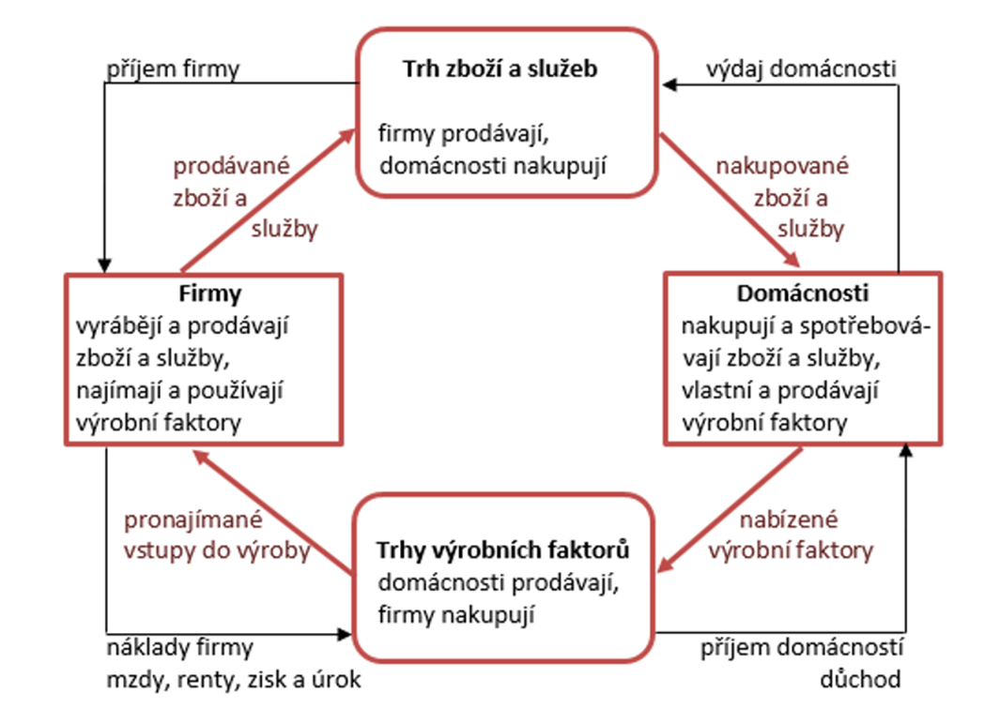 Trh zboží a služeb
firmy prodávají,
domácnosti nakupují
příjem firmy
výdaj domácnosti
prodávané
zboží a
služby
nakupované
zboží a
služby
Firmy
vyrábějí a prodávají
zboží a služby,
najímají a používají
výrobní faktory
Domácnosti
nakupují a spotřebová-
vají zboží a služby,
vlastní a prodávají
výrobní faktory
pronajímané
vstupy do výroby
nabízené
výrobní faktory
Trhy výrobních faktorů
domácnosti prodávají,
firmy nakupují
náklady firmy
mzdy, renty, zisk a úrok
příjem domácností
důchod